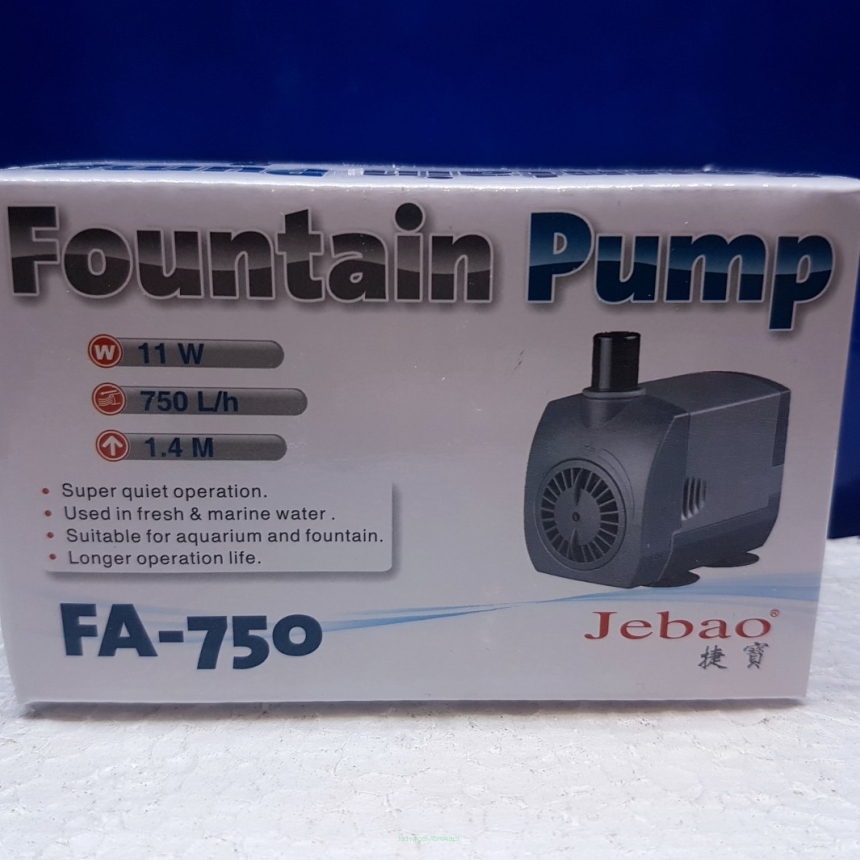 Fountain Pump
W 11 W
750 L/h
1.4 M
• Super quiet operation.
• Used in fresh & marine water .
• Suitable for aquarium and fountain.
• Longer operation life.
FA-750
Jebao®
捷寶